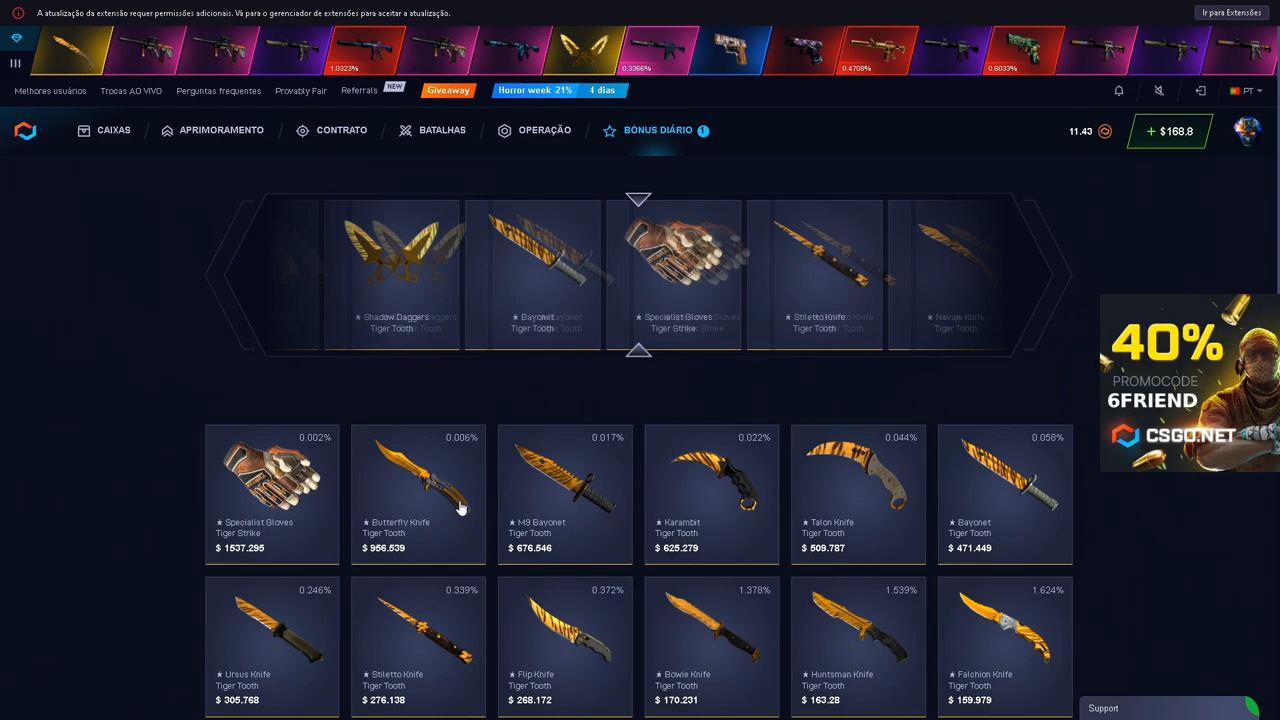 A atualização da extensão requer permissões adicionais. Vá para o gerenciador de extensões para aceitar a atualização.
Ir para Extensões
1.0323%
0.3366%
0.4708%
0.6033%
Melhores usuários
Trocas AO VIVO
Perguntas frequentes
Provably Fair
Referrals
NEW
Giveaway
Horror week -21%
4 dias
PT
CAIXAS
APRIMORAMENTO
CONTRATO
BATALHAS
OPERAÇÃO
BÔNUS DIÁRIO
1
11.43
+ $168.8
★ Shadow Daggers
Tiger Tooth
★ Bayonet
Tiger Tooth
★ Specialist Gloves
Tiger Strike
★ Stiletto Knife
Tiger Tooth
★ Navaja Knife
Tiger Tooth
40%
PROMOCODE
6FRIEND
CSGO.NET
0.002%
★ Specialist Gloves
Tiger Strike
$ 1537.295
0.006%
★ Butterfly Knife
Tiger Tooth
$ 956.539
0.017%
★ M9 Bayonet
Tiger Tooth
$ 676.546
0.022%
★ Karambit
Tiger Tooth
$ 625.279
0.044%
★ Talon Knife
Tiger Tooth
$ 509.787
0.058%
★ Bayonet
Tiger Tooth
$ 471.449
0.246%
★ Ursus Knife
Tiger Tooth
$ 305.768
0.339%
★ Stiletto Knife
Tiger Tooth
$ 276.138
0.372%
★ Flip Knife
Tiger Tooth
$ 268.172
1.378%
★ Bowie Knife
Tiger Tooth
$ 170.231
1.539%
★ Huntsman Knife
Tiger Tooth
$ 163.28
1.624%
★ Falchion Knife
Tiger Tooth
$ 159.979
Support